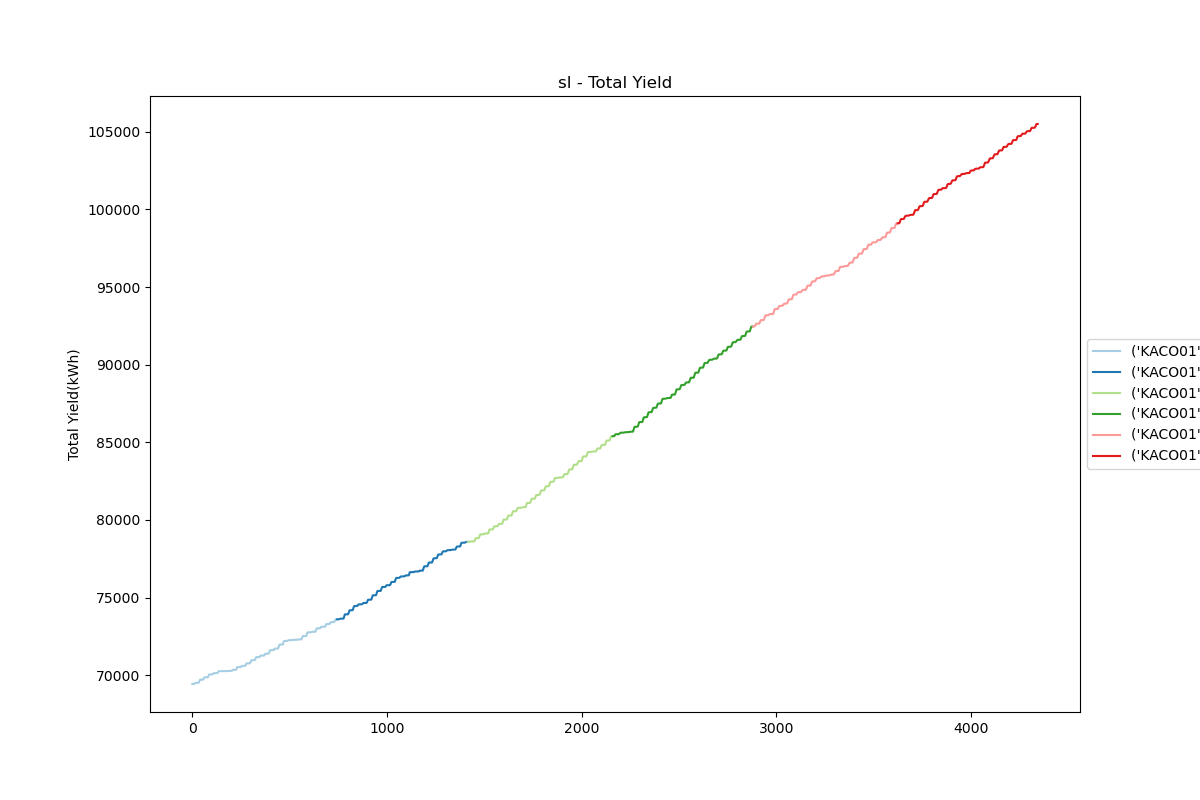 sl - Total Yield
105000
100000
95000
90000
85000
80000
75000
70000
Total Yield(kWh)
0 1000 2000 3000 4000
('KACO01'
('KACO01'
('KACO01'
('KACO01'
('KACO01'
('KACO01'